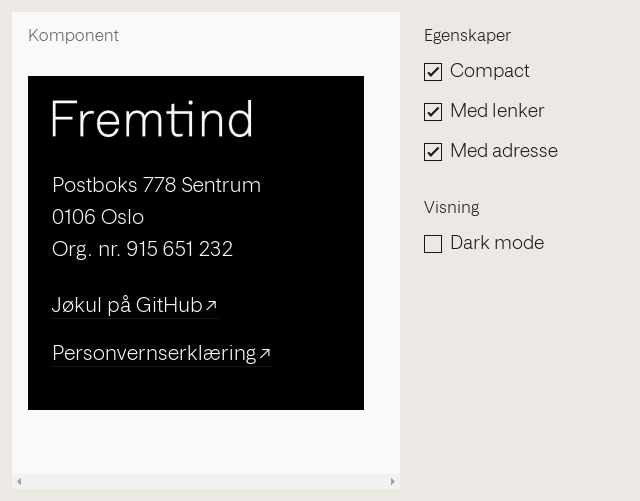 Komponent
Fremtind
Postboks 778 Sentrum
0106 Oslo
Org. nr. 915 651 232
Jøkul på GitHub↗
Personvernserklæring↗
Egenskaper
Compact
Med lenker
Med adresse
Visning
Dark mode